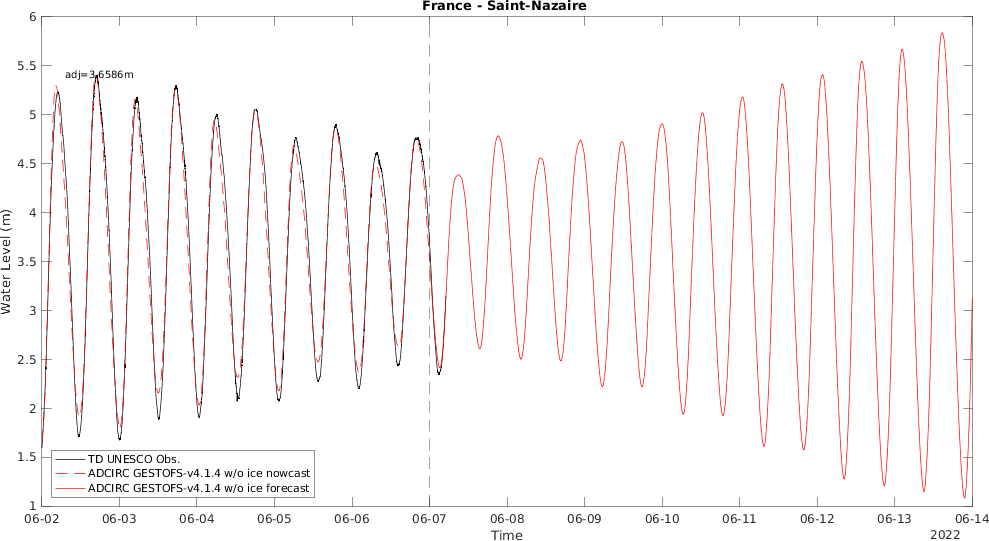 France - Saint-Nazaire
6
5.5
adj=3.6586m
5
4.5
4
3.5
3
2.5
2
1.5
1
Water Level (m)
TD UNESCO Obs.
ADCIRC GESTOFS-v4.1.4 w/o ice nowcast
ADCIRC GESTOFS-v4.1.4 w/o ice forecast
06-02 06-03 06-04 06-05 06-06 06-07 06-08 06-09 06-10 06-11 06-12 06-13 06-14
Time
2022